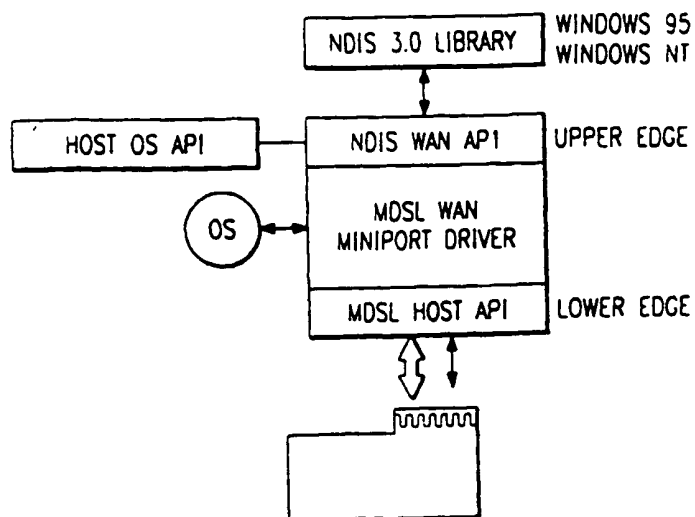 NDIS 3.0 LIBRARY
WINDOWS 95
WINDOWS NT
HOST OS API
NDIS WAN AP1
UPPER EDGE
OS
MDSL WAN
MINIPORT DRIVER
MDSL HOST API
LOWER EDGE